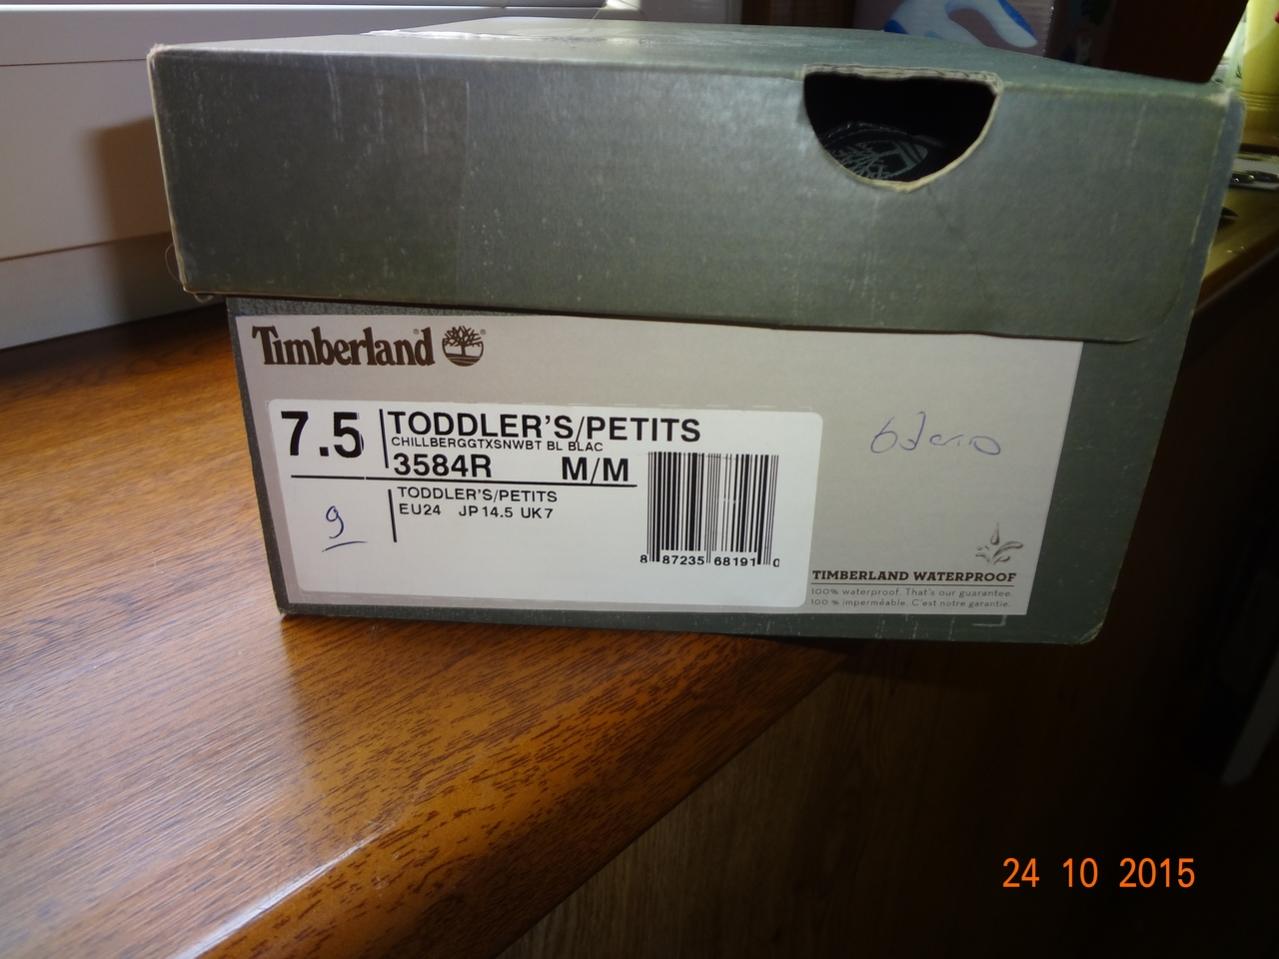 Timberland
7.5
TODDLER'S/PETITS
CHILLBERGGTXSNWBT BL BLAC
3584R M/M
TODDLER'S/PETITS
EU24 JP14.5 UK7
9
8 87235 68191 0
TIMBERLAND WATERPROOF
100% waterproof. That's our guarantee.
100 % imperméable. C'est notre garantie.
24 10 2015